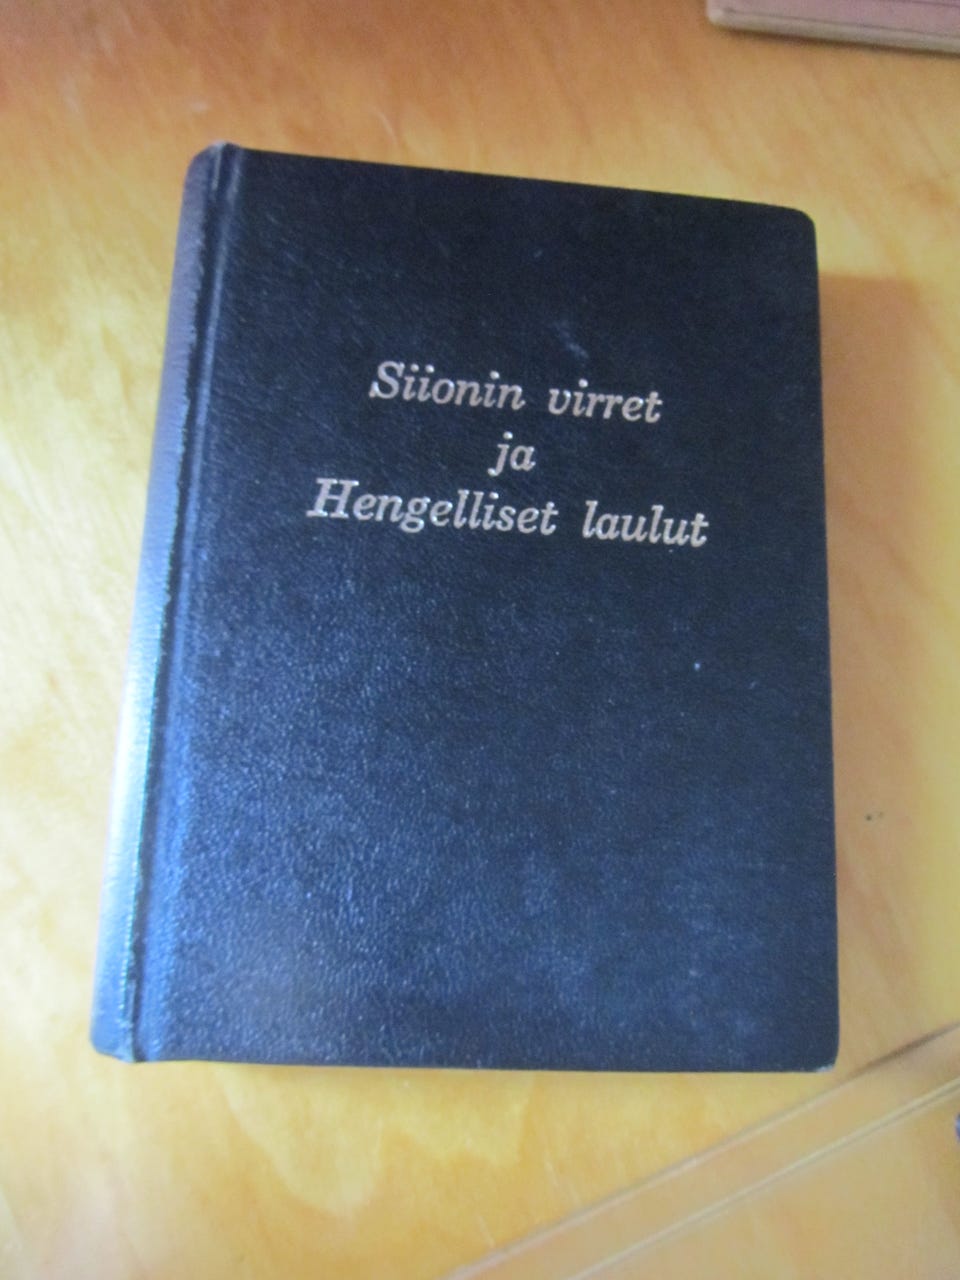 Siionin virret
ja
Hengelliset laulut